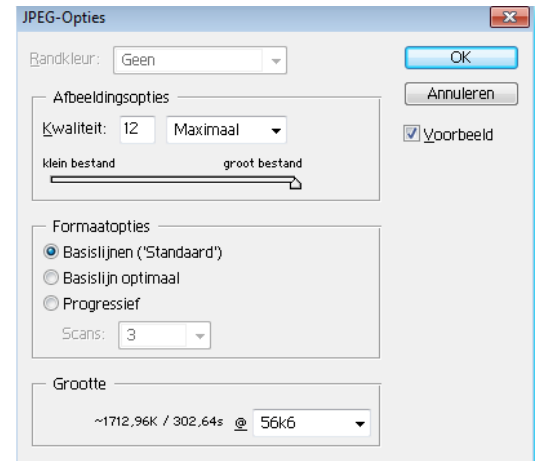 JPEG-Opties
Randkleur: Geen
OK
Afbeeldingsopties
Annuleren
Kwaliteit: 12 Maximaal
Voorbeeld
klein bestand groot bestand
Formaatopties
Basislijnen ('Standaard')
Basislijn optimaal
Progressief
Scans: 3
Grootte
~1712,96K / 302,64s @ 56k6